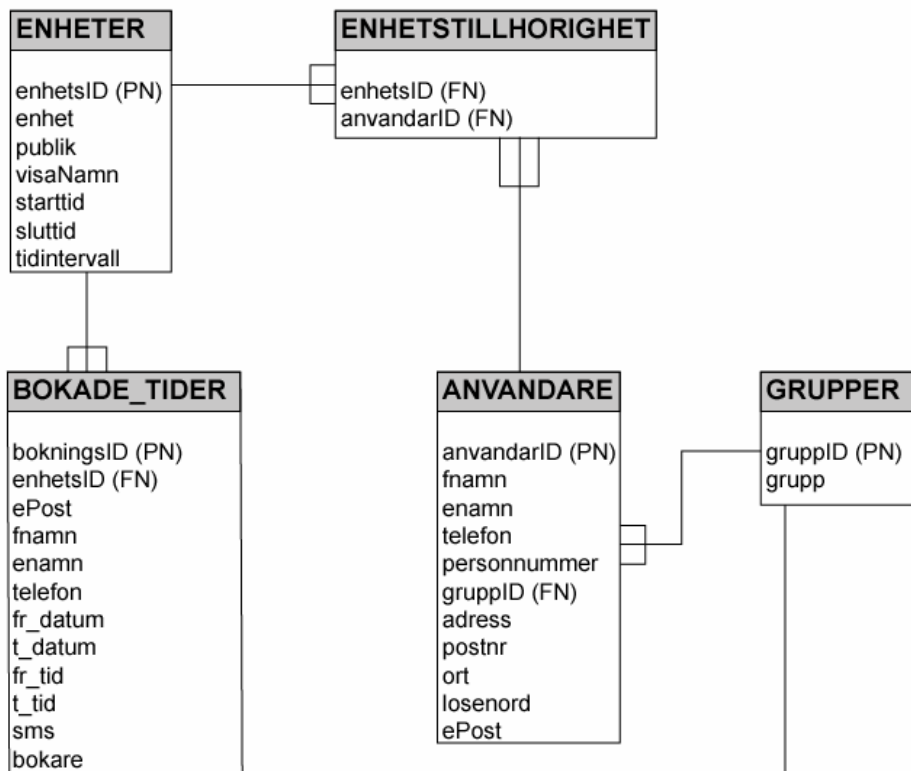 ENHETER
enhetsID (PN)
enhet
publik
visaNamn
starttid
sluttid
tidintervall
ENHETSTILLHORIGHET
enhetsID (FN)
anvandarID (FN)
BOKADE_TIDER
bokningsID (PN)
enhetsID (FN)
ePost
fnamn
enamn
telefon
fr_datum
t_datum
fr_tid
t_tid
sms
bokare
ANVANDARE
anvandarID (PN)
fnamn
enamn
telefon
personnummer
gruppID (FN)
adress
postnr
ort
losenord
ePost
GRUPPER
gruppID (PN)
grupp